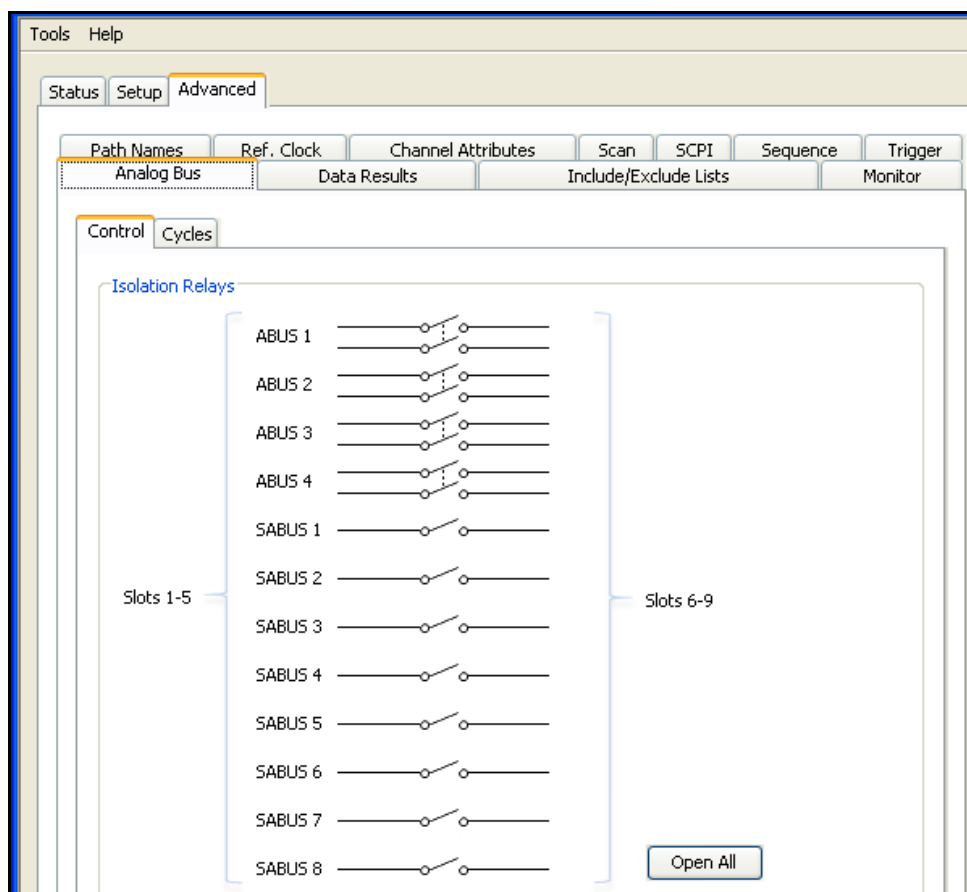 Tools Help
Status Setup Advanced
Path Names Ref. Clock Channel Attributes Scan SCPI Sequence Trigger
Analog Bus Data Results Include/Exclude Lists Monitor
Control Cycles
Isolation Relays
ABUS 1
ABUS 2
ABUS 3
ABUS 4
SABUS 1
SABUS 2
Slots 1-5 Slots 6-9
SABUS 3
SABUS 4
SABUS 5
SABUS 6
SABUS 7
SABUS 8 Open All